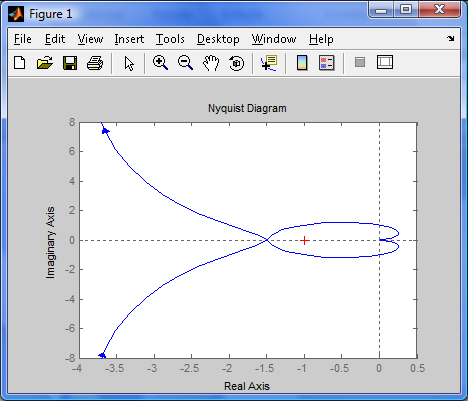 Figure 1
File Edit View Insert Tools Desktop Window Help
Nyquist Diagram
8
6
4
2
0
-2
-4
-6
-8
Imaginary Axis
-4 -3.5 -3 -2.5 -2 -1.5 -1 -0.5 0 0.5
Real Axis